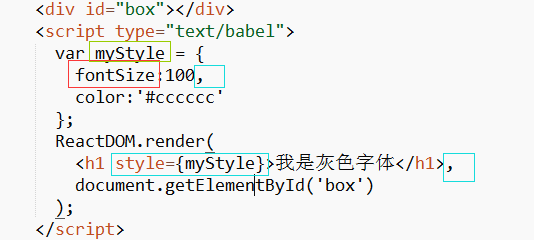 <div id="box"></div>
<script type="text/babel">
var myStyle = {
fontSize:100,
color:'#cccccc'
};
ReactDOM.render(
<h1 style={myStyle}>我是灰色字体</h1>,
document.getElementById('box')
);
</script>